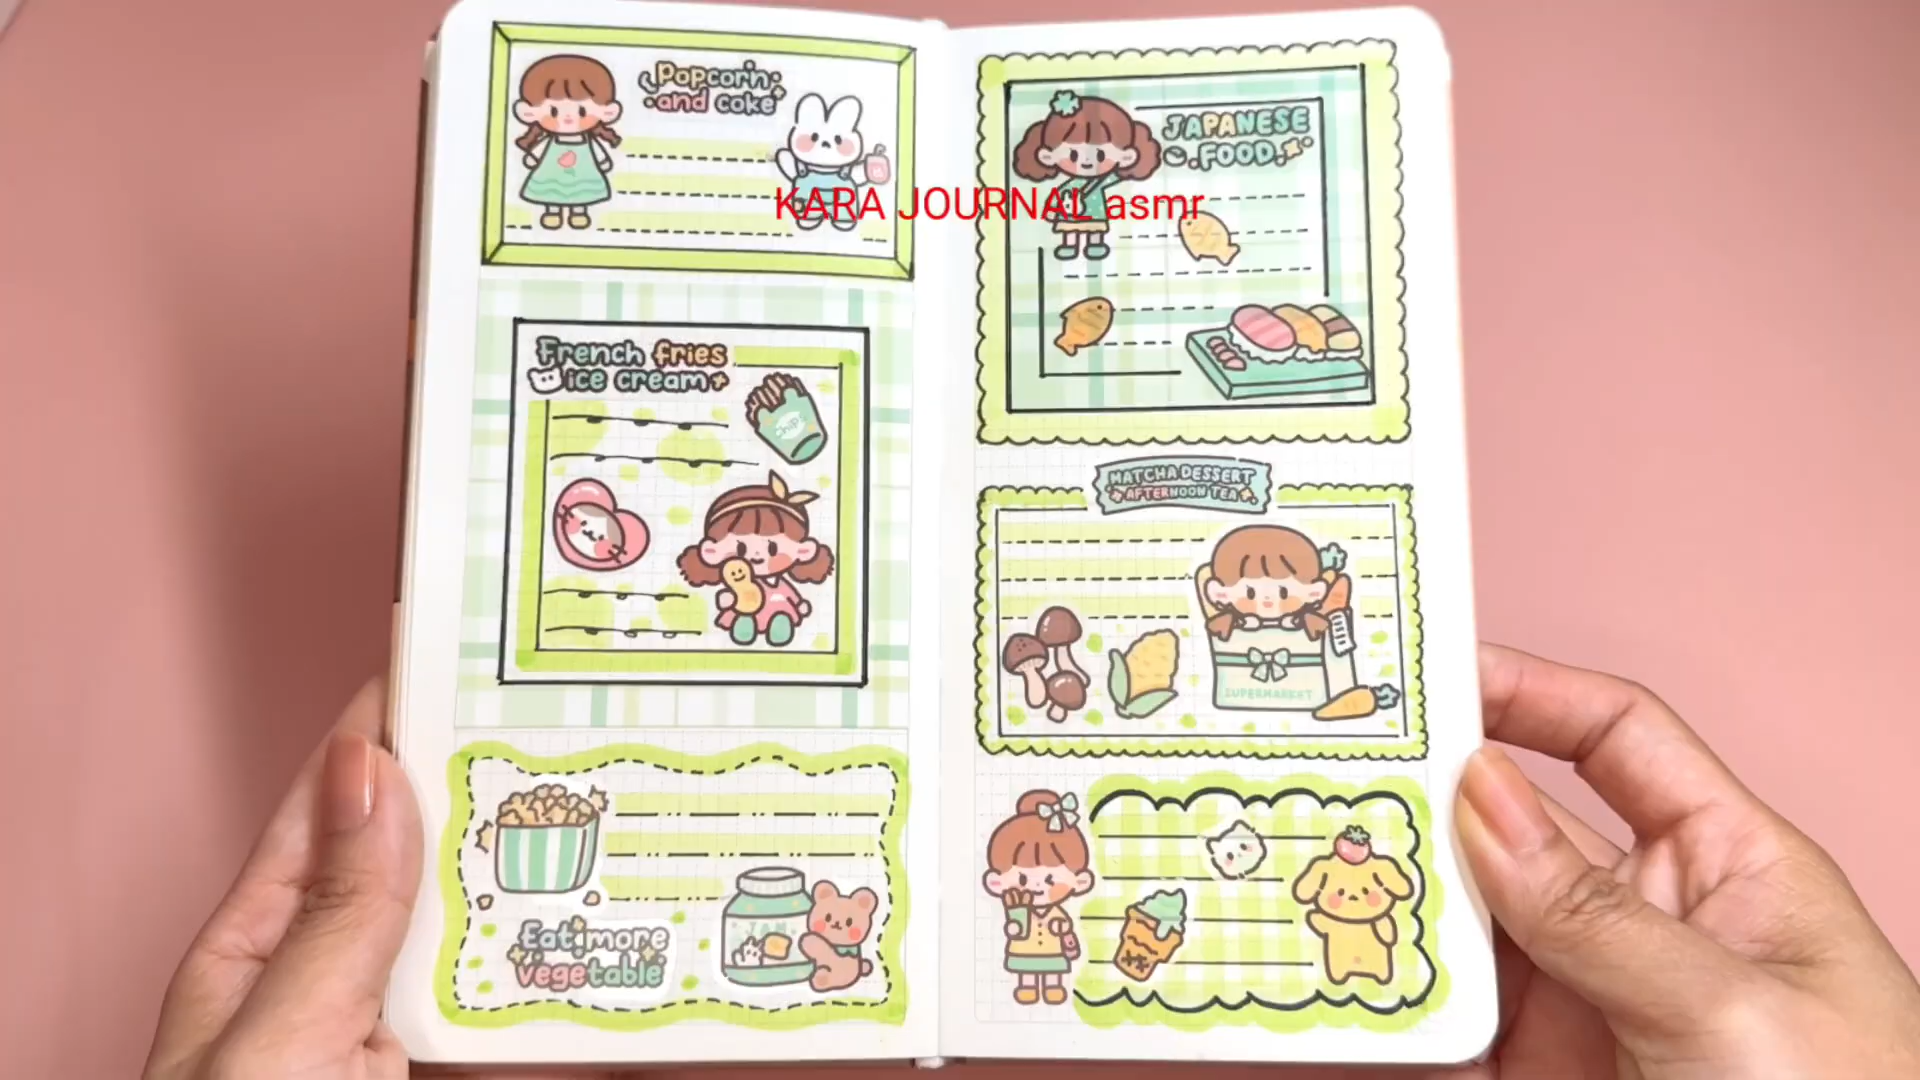 Popcorn
and coke
KARA JOURNAL asmr
French fries
ice cream
chips
Eat more
vegetable
JAM
JAPANESE
FOOD
MATCHA DESSERT
AFTERNOON TEA
SUPERMARKET